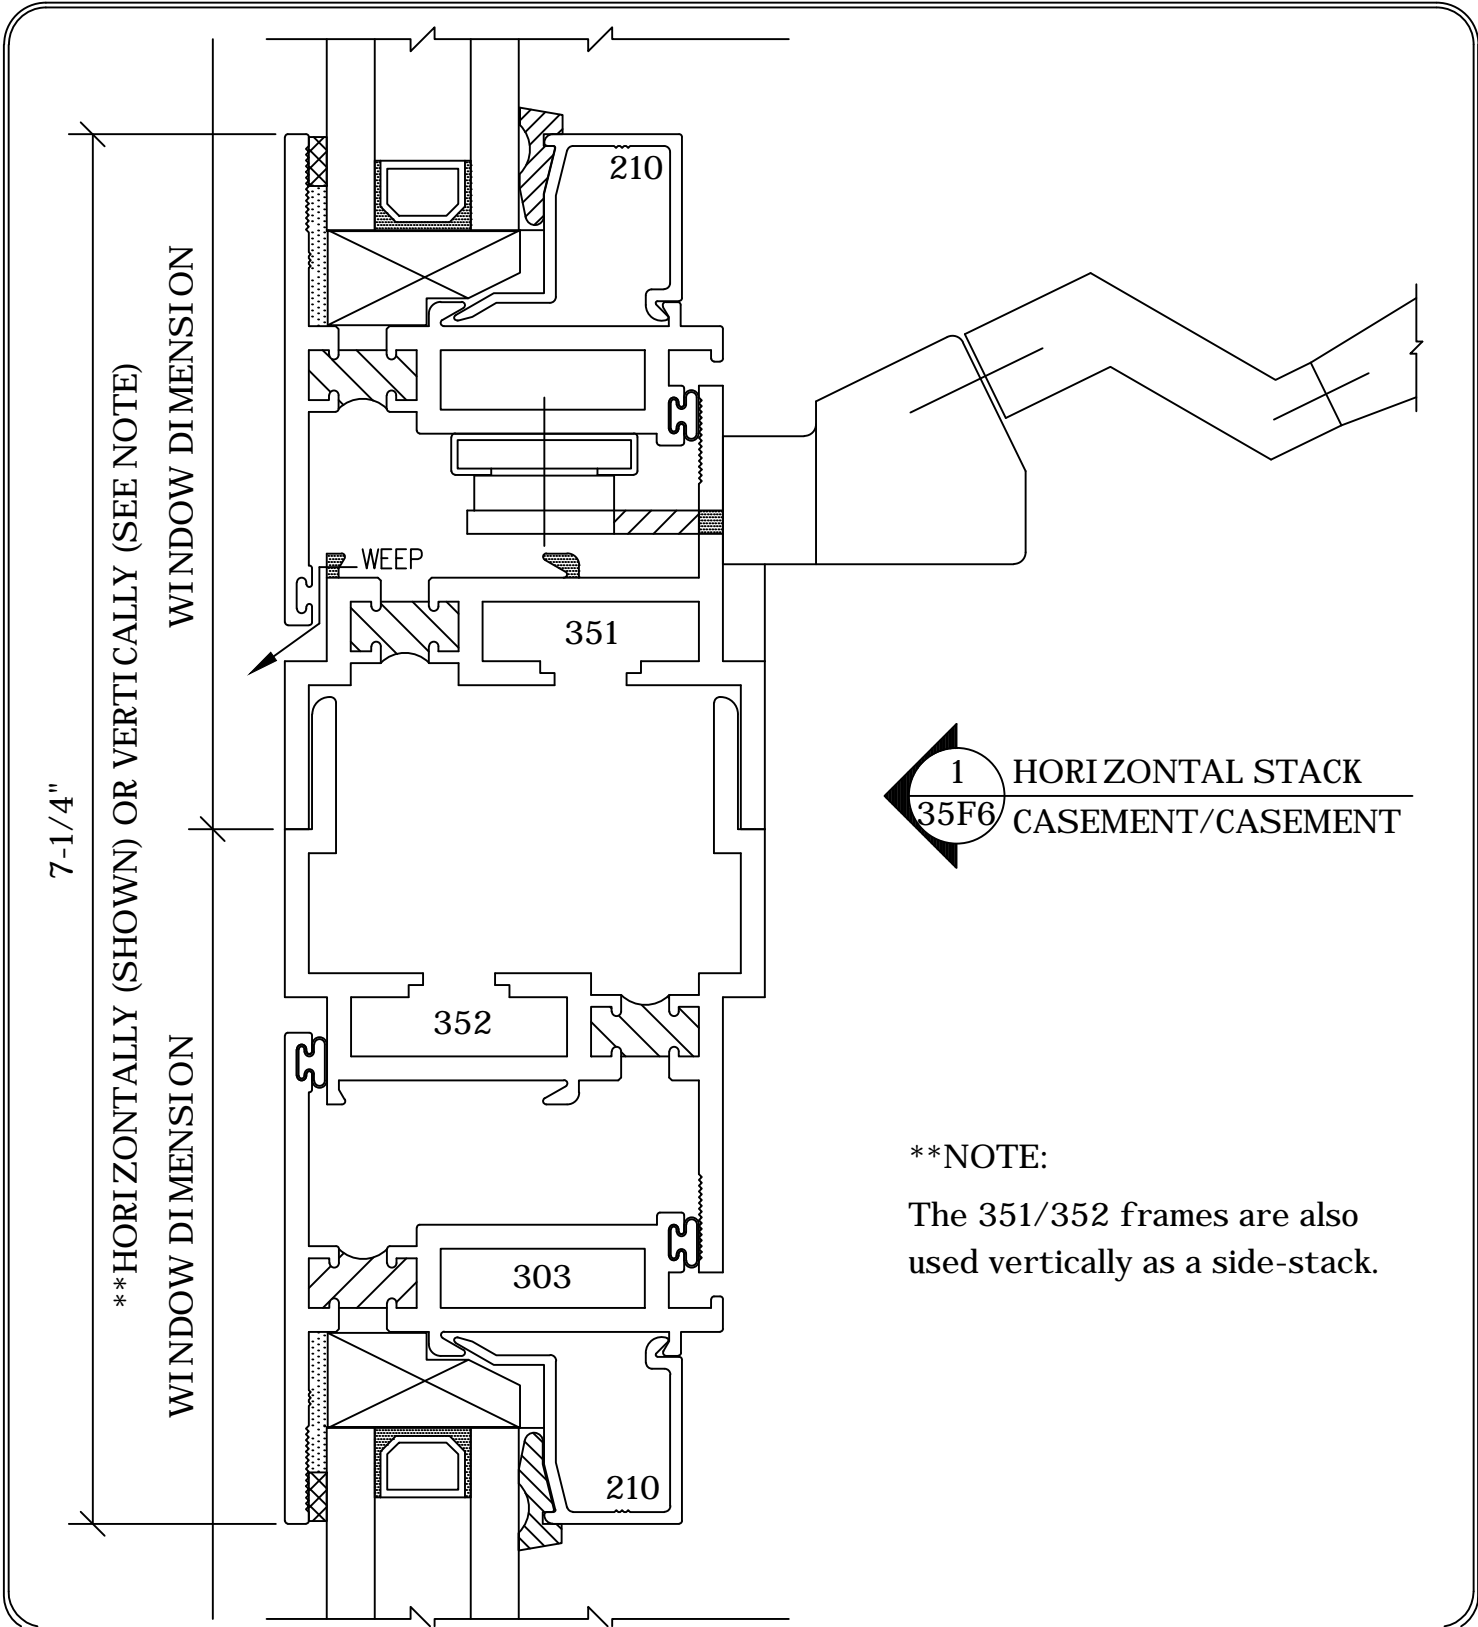 210
WINDOW DIMENSION
**HORIZONTALLY (SHOWN) OR VERTICALLY (SEE NOTE)
7-1/4"
WEEP
351
1
35F6
HORIZONTAL STACK
CASEMENT/CASEMENT
352
WINDOW DIMENSION
**NOTE:
The 351/352 frames are also
used vertically as a side-stack.
303
210